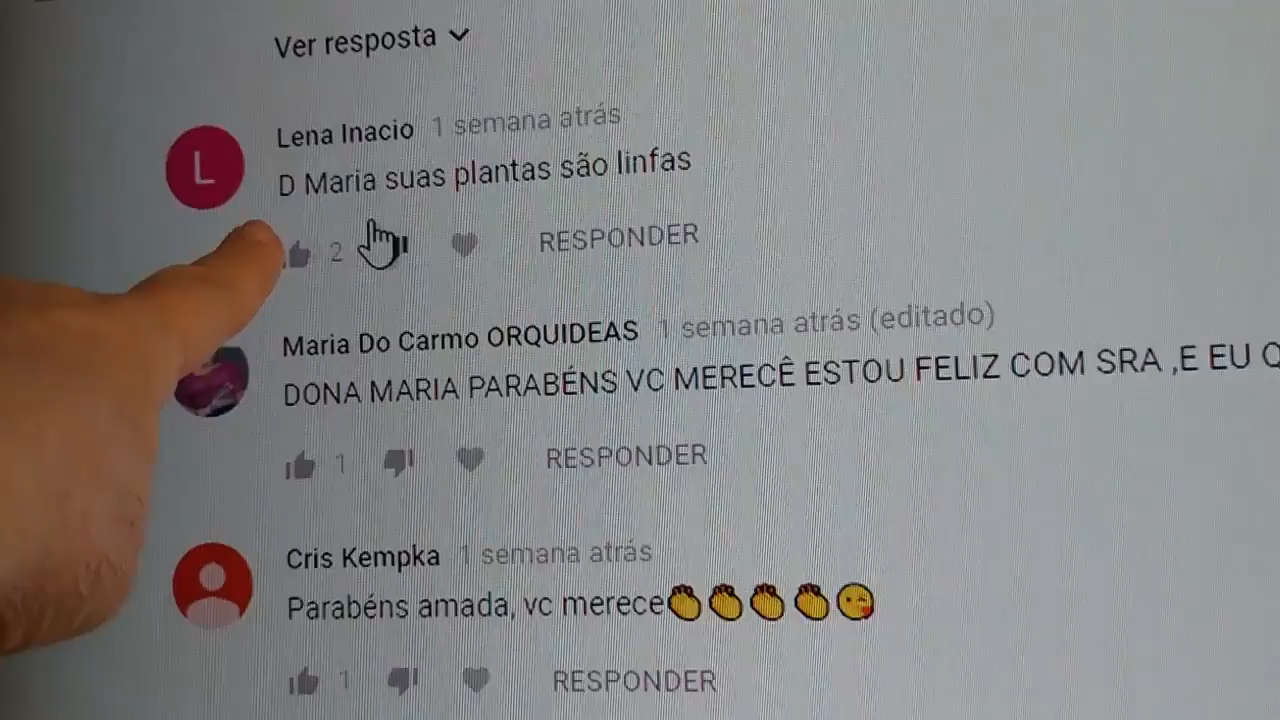 Ver resposta
L
Lena Inacio 1 semana atrás
D Maria suas plantas são linfas
2 RESPONDER
Maria Do Carmo ORQUIDEAS 1 semana atrás (editado)
DONA MARIA PARABÉNS VC MERECÊ ESTOU FELIZ COM SRA ,E EU
1 RESPONDER
Cris Kempka 1 semana atrás
Parabéns amada, vc merece👏👏👏👏😘
1 RESPONDER